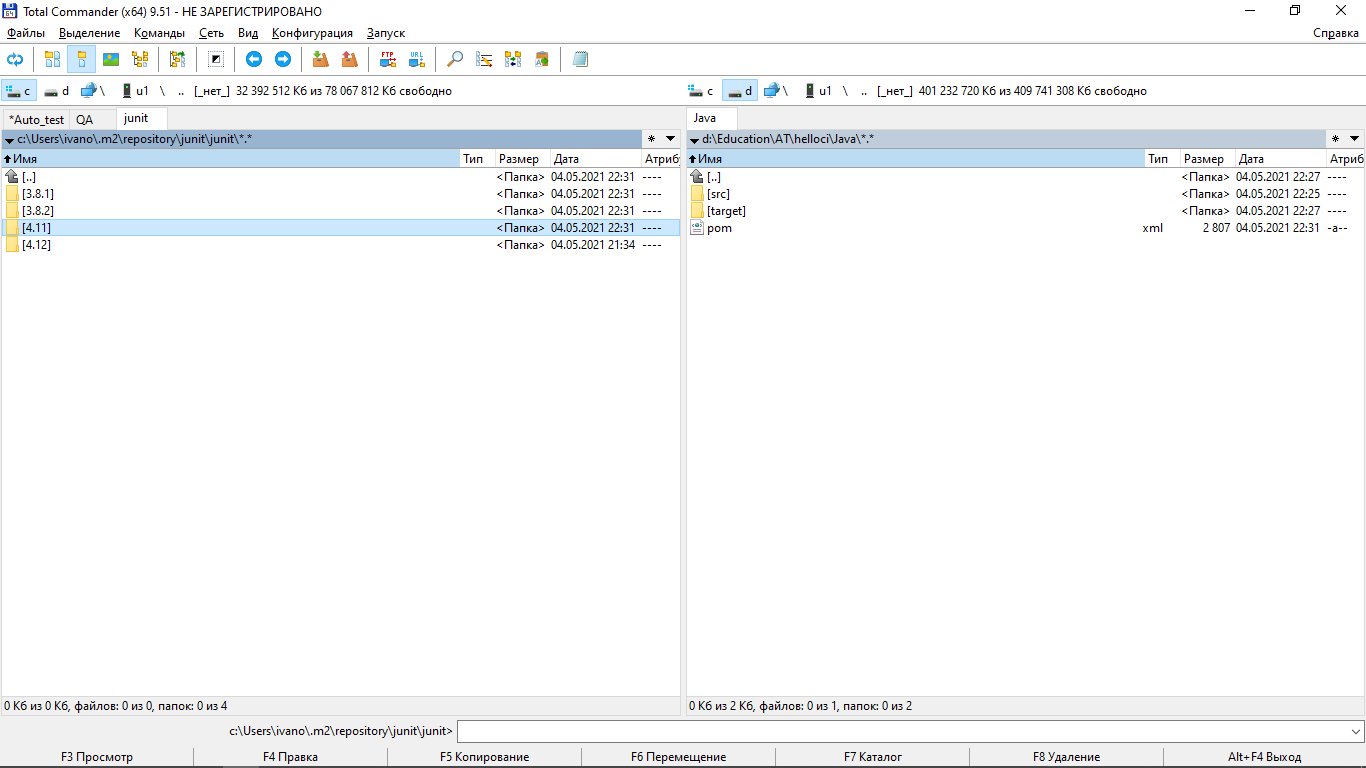 Total Commander (x64) 9.51 - НЕ ЗАРЕГИСТРИРОВАНО
Файлы Выделение Команды Сеть Вид Конфигурация Запуск Справка
FTP URL
c d \ u1 \ .. [_нет_] 32 392 512 Кб из 78 067 812 Кб свободно
c d \ u1 \ .. [_нет_] 401 232 720 Кб из 409 741 308 Кб свободно
*Auto_test QA junit
c:\Users\ivano\.m2\repository\junit\junit\*.* *
Имя Тип Размер Дата Атриб
[..] <Папка> 04.05.2021 22:31 ----
[3.8.1] <Папка> 04.05.2021 22:31 ----
[3.8.2] <Папка> 04.05.2021 22:31 ----
[4.11] <Папка> 04.05.2021 22:31 ----
[4.12] <Папка> 04.05.2021 21:34 ----
0 Кб из 0 Кб, файлов: 0 из 0, папок: 0 из 4
Java
d:\Education\AT\helloci\Java\*.* *
Имя Тип Размер Дата Атриб
[..] <Папка> 04.05.2021 22:27 ----
[src] <Папка> 04.05.2021 22:25 ----
[target] <Папка> 04.05.2021 22:27 ----
pom xml 2 807 04.05.2021 22:31 -a--
0 Кб из 2 Кб, файлов: 0 из 1, папок: 0 из 2
c:\Users\ivano\.m2\repository\junit\junit>
F3 Просмотр F4 Правка F5 Копирование F6 Перемещение F7 Каталог F8 Удаление Alt+F4 Выход